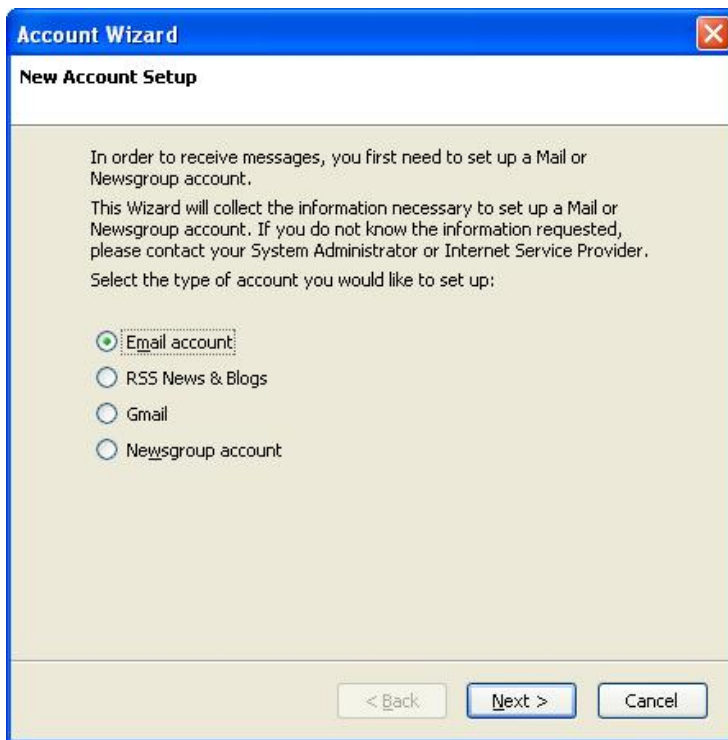 Account Wizard
New Account Setup
In order to receive messages, you first need to set up a Mail or
Newsgroup account.
This Wizard will collect the information necessary to set up a Mail or
Newsgroup account. If you do not know the information requested,
please contact your System Administrator or Internet Service Provider.
Select the type of account you would like to set up:
Email account
RSS News & Blogs
Gmail
Newsgroup account
< Back
Next >
Cancel